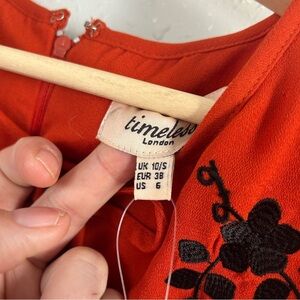 timeless
London
UK 10/S
EUR 38
US 6